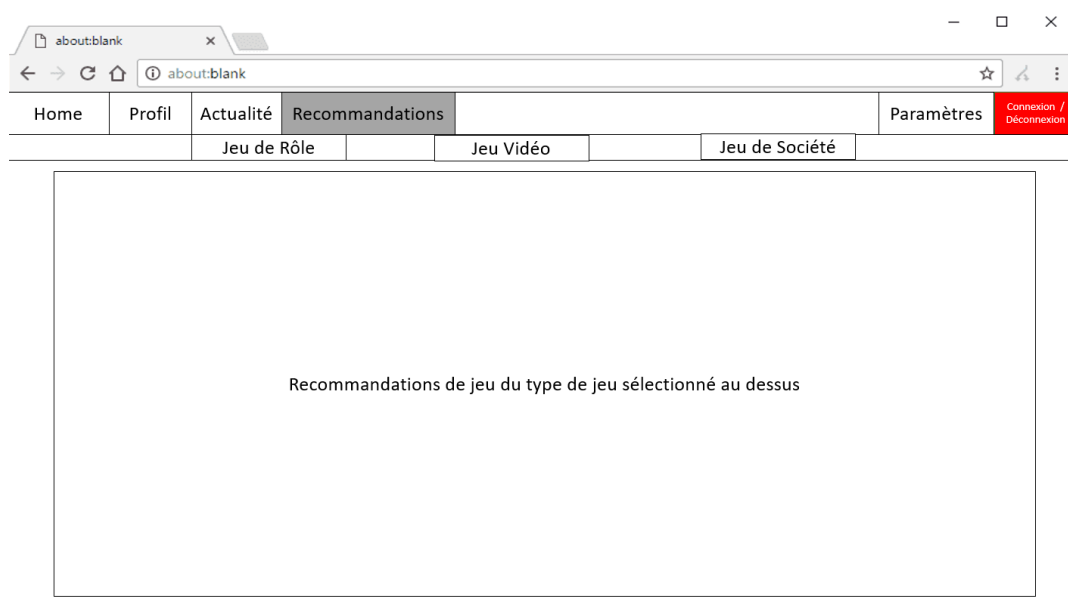 about:blank
about:blank
Home Profil Actualité Recommandations Paramètres Connexion / Déconnexion
Jeu de Rôle Jeu Vidéo Jeu de Société
Recommandations de jeu du type de jeu sélectionné au dessus